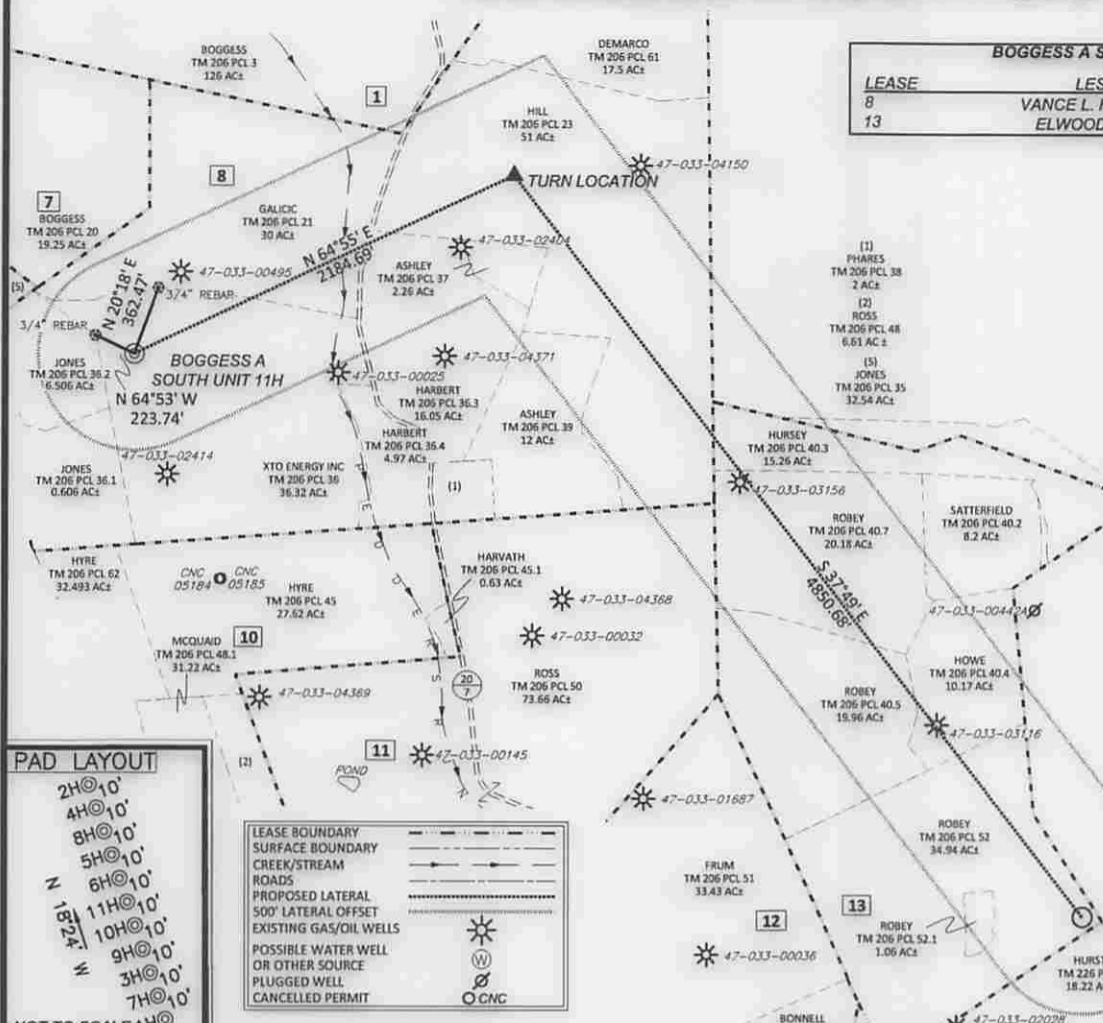 BOGGESS
TM 206 PCL 3
126 AC±
DEMARCO
TM 206 PCL 61
17.5 AC±
BOGGESS A S
LEASE LES
8 VANCE L.
13 ELWOOD
1
HILL
TM 206 PCL 23
51 AC±
47-033-04150
TURN LOCATION
8
7
BOGGESS
TM 206 PCL 20
19.25 AC±
GALICIC
TM 206 PCL 21
30 AC±
N 64°55' E
2184.69'
47-033-02404
ASHLEY
TM 206 PCL 37
2.26 AC±
47-033-00495
(5)
3/4" REBAR
N 20°18' E
362.47'
3/4" REBAR
(1)
PHARES
TM 206 PCL 38
2 AC±
(2)
ROSS
TM 206 PCL 48
6.61 AC ±
(5)
JONES
TM 206 PCL 35
32.54 AC±
JONES
TM 206 PCL 36.2
6.506 AC±
BOGGESS A
SOUTH UNIT 11H
N 64°53' W
223.74'
47-033-04371
47-033-00025
HARBERT
TM 206 PCL 36.3
16.05 AC±
HARBERT
TM 206 PCL 36.4
4.97 AC±
ASHLEY
TM 206 PCL 39
12 AC±
47-033-02414
JONES
TM 206 PCL 36.1
0.606 AC±
XTO ENERGY INC
TM 206 PCL 36
36.32 AC±
(1)
HURSEY
TM 206 PCL 40.3
15.26 AC±
47-033-03156
ROBEY
TM 206 PCL 40.7
20.18 AC±
SATTERFIELD
TM 206 PCL 40.2
8.2 AC±
HYRE
TM 206 PCL 62
32.493 AC±
CNC
05184
CNC
05185
HYRE
TM 206 PCL 45
27.62 AC±
HARVATH
TM 206 PCL 45.1
0.63 AC±
47-033-04368
47-033-00032
S 37°49' E
4850.68'
47-033-00442A
MCQUAID
TM 206 PCL 48.1
31.22 AC±
10
47-033-04369
20
7
ROSS
TM 206 PCL 50
73.66 AC±
HOWE
TM 206 PCL 40.4
10.17 AC±
ROBEY
TM 206 PCL 40.5
19.96 AC±
47-033-03116
(2)
11
47-033-00145
POND
47-033-01687
ROBEY
TM 206 PCL 52
34.94 AC±
FRUM
TM 206 PCL 51
33.43 AC±
12
13
ROBEY
TM 206 PCL 52.1
1.06 AC±
47-033-00036
HURST
TM 226 P
18.22 A
BONNELL
47-033-02028
PAD LAYOUT
2H 10'
4H 10'
8H 10'
5H 10'
6H 10'
11H 10'
10H 10'
9H 10'
3H 10'
7H 10'
N 18°24' W
LEASE BOUNDARY
SURFACE BOUNDARY
CREEK/STREAM
ROADS
PROPOSED LATERAL
500' LATERAL OFFSET
EXISTING GAS/OIL WELLS
POSSIBLE WATER WELL
OR OTHER SOURCE
W
PLUGGED WELL
CANCELLED PERMIT
CNC